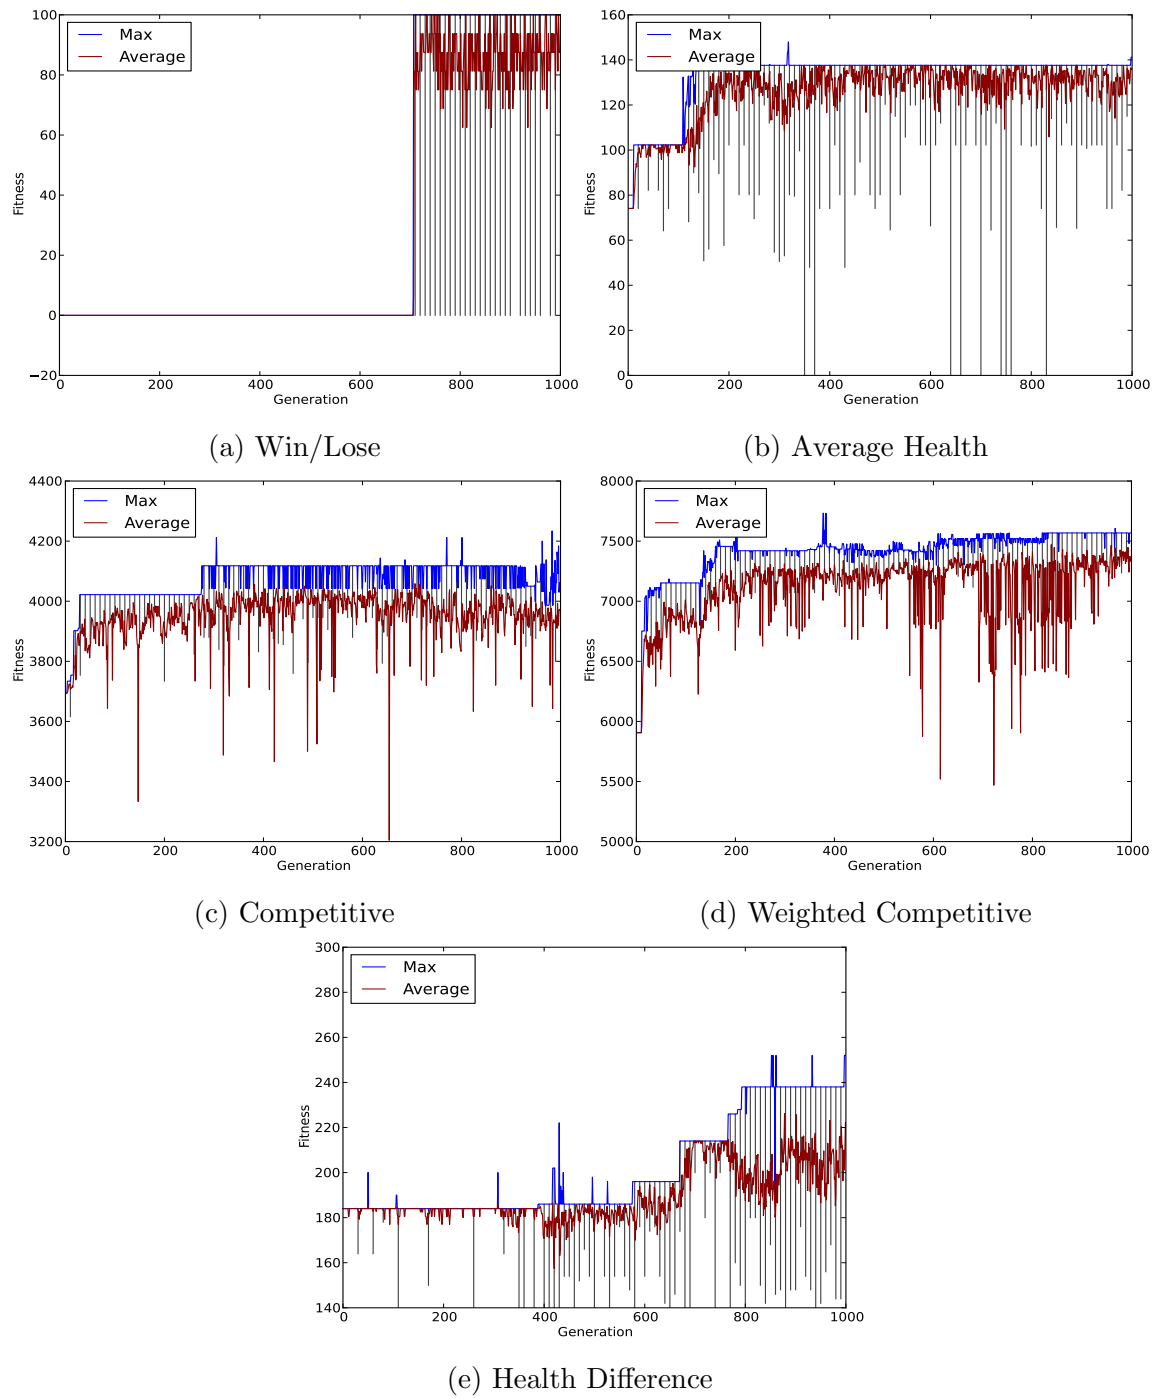 100
80
60
40
20
0
−20
Fitness
Max
Average
0 200 400 600 800 1000
Generation
(a) Win/Lose
160
140
120
100
80
60
40
20
0
Fitness
Max
Average
0 200 400 600 800 1000
Generation
(b) Average Health
4400
4200
4000
3800
3600
3400
3200
Fitness
Max
Average
0 200 400 600 800 1000
Generation
(c) Competitive
8000
7500
7000
6500
6000
5500
5000
Fitness
Max
Average
0 200 400 600 800 1000
Generation
(d) Weighted Competitive
300
280
260
240
220
200
180
160
140
Fitness
Max
Average
0 200 400 600 800 1000
Generation
(e) Health Difference